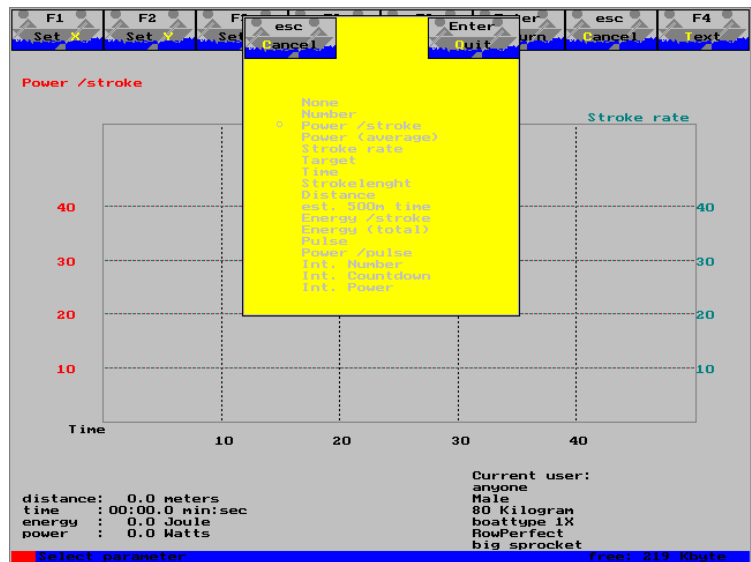 F1 F2 esc Enter esc F4
Set X Set Y Set Cancel Quit urn Cancel Text
Power /stroke
Stroke rate
None
Number
Power /stroke
Power (average)
Stroke rate
Target
Time
Strokelenght
Distance
est. 500m time
Energy /stroke
Energy (total)
Pulse
Power /pulse
Int. Number
Int. Countdown
Int. Power
40 40
30 30
20 20
10 10
Time
10 20 30 40
Current user:
anyone
distance: 0.0 meters Male
time : 00:00.0 min:sec 80 Kilogram
energy : 0.0 Joule boattype 1X
power : 0.0 Watts RowPerfect
big sprocket
Select parameter free: 219 Kbyte